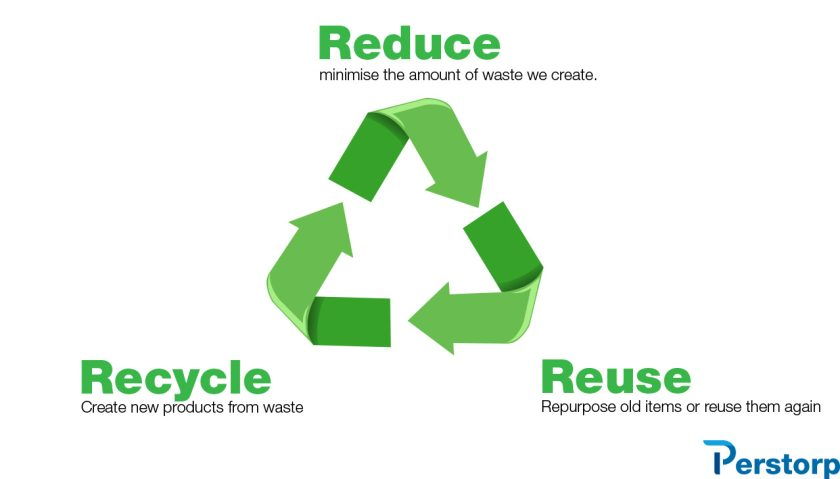 Reduce
minimise the amount of waste we create.
Recycle
Create new products from waste
Reuse
Repurpose old items or reuse them again
Perstorp